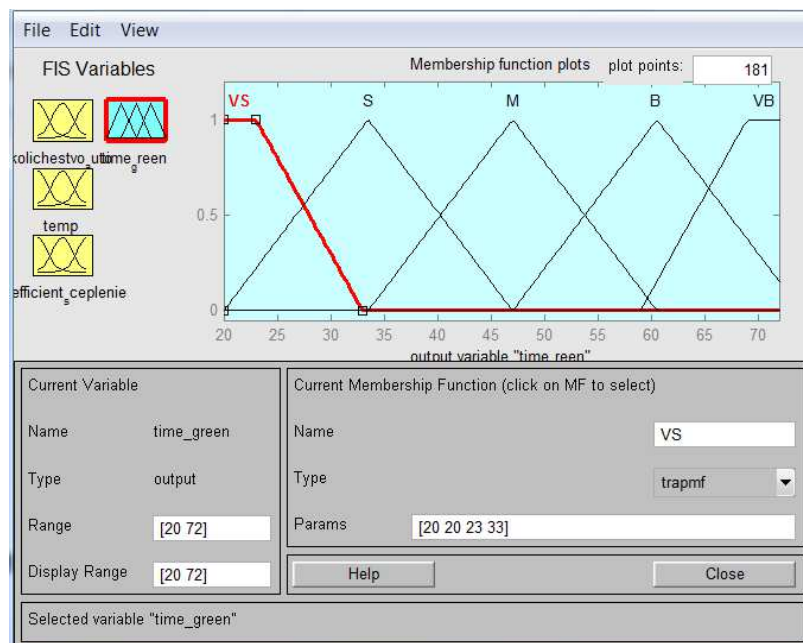 File Edit View
FIS Variables
Membership function plots plot points: 181
VS S M B VB
1
0.5
0
20 25 30 35 40 45 50 55 60 65 70
output variable "time reen"
time_reen
g
temp
efficient_ceplenie
s
Current Variable
Name time_green
Type output
Range [20 72]
Display Range [20 72]
Current Membership Function (click on MF to select)
Name VS
Type trapmf
Params [20 20 23 33]
Help Close
Selected variable "time_green"